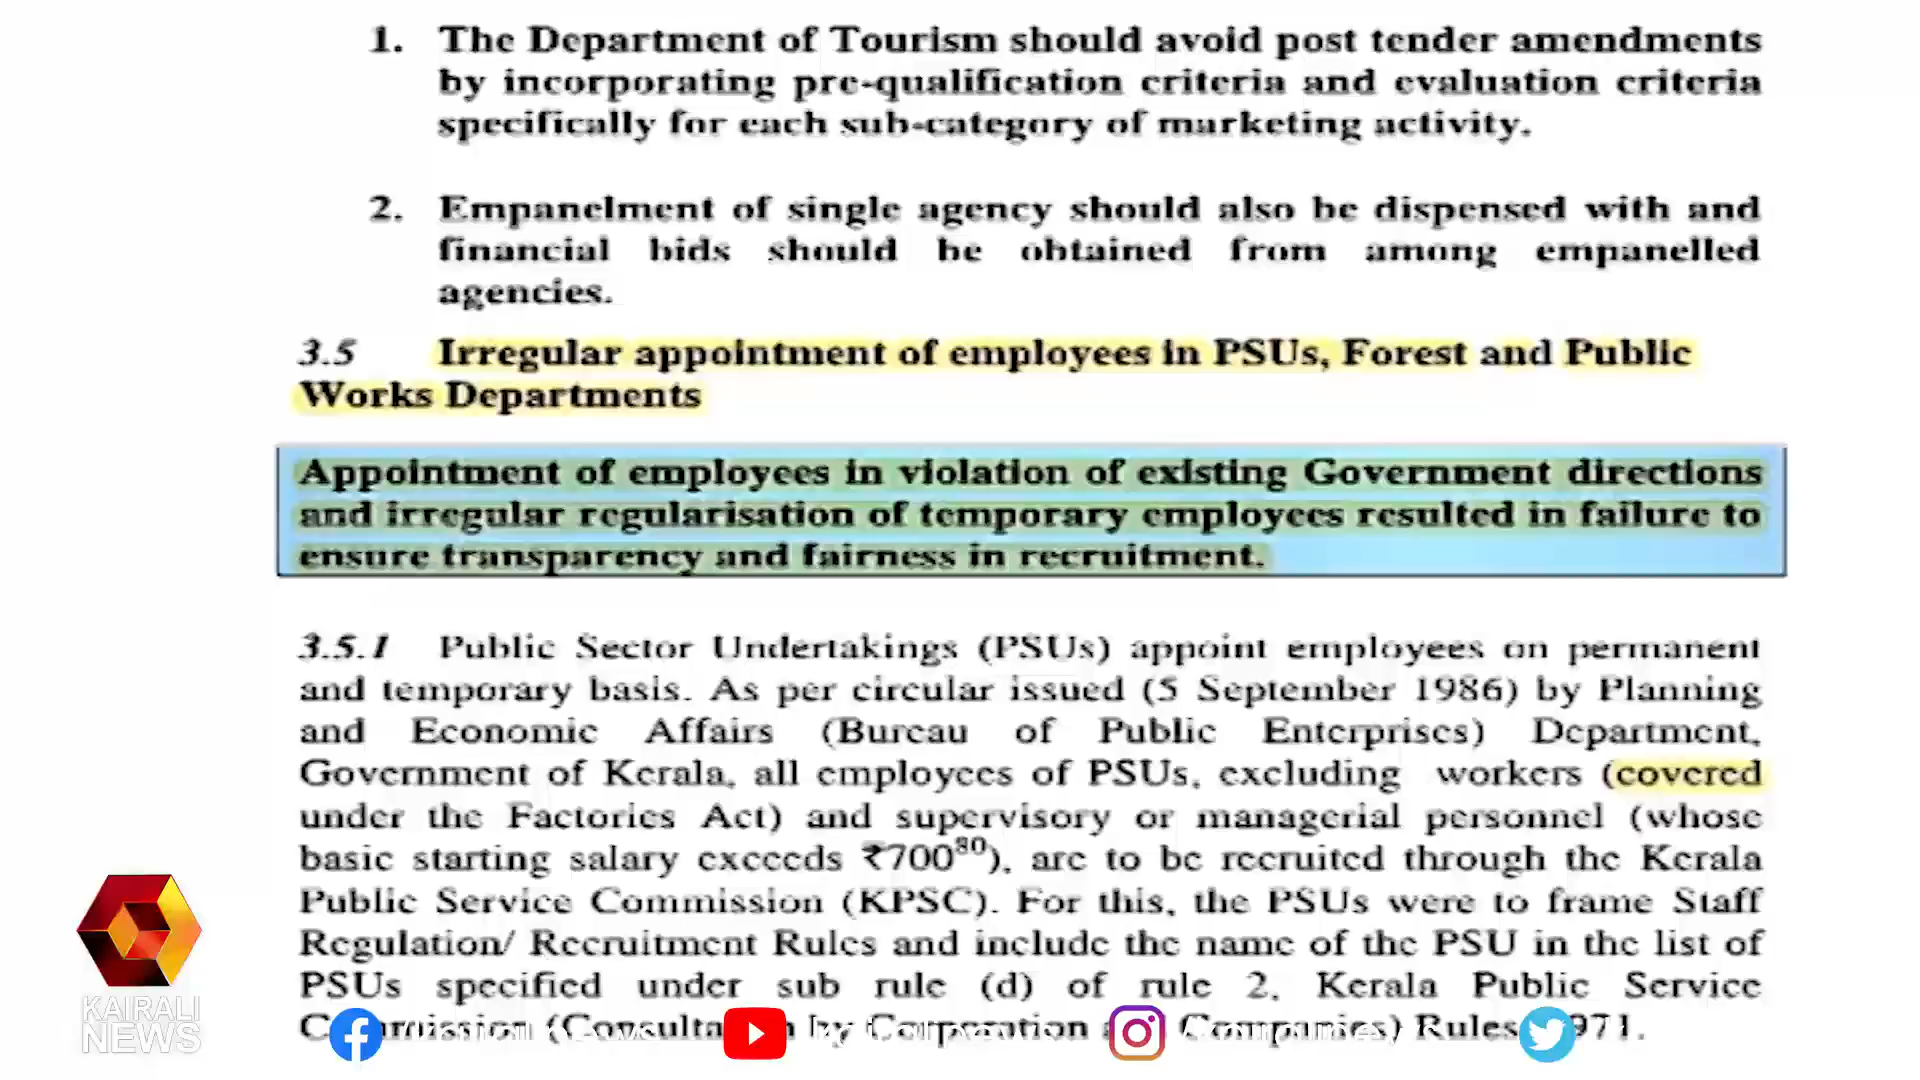 1. The Department of Tourism should avoid post tender amendments
by incorporating pre-qualification criteria and evaluation criteria
specifically for each sub-category of marketing activity.
2. Empanelment of single agency should also be dispensed with and
financial bids should be obtained from among empanelled
agencies.
3.5 Irregular appointment of employees in PSUs, Forest and Public
Works Departments
Appointment of employees in violation of existing Government directions
and irregular regularisation of temporary employees resulted in failure to
ensure transparency and fairness in recruitment.
3.5.1 Public Sector Undertakings (PSUs) appoint employees on permanent
and temporary basis. As per circular issued (5 September 1986) by Planning
and Economic Affairs (Bureau of Public Enterprises) Department,
Government of Kerala, all employees of PSUs, excluding workers (covered
under the Factories Act) and supervisory or managerial personnel (whose
basic starting salary exceeds ₹700⁸⁰), are to be recruited through the Kerala
Public Service Commission (KPSC). For this, the PSUs were to frame Staff
Regulation/ Recruitment Rules and include the name of the PSU in the list of
PSUs specified under sub rule (d) of rule 2, Kerala Public Service
Rules
KAIRALI
NEWS